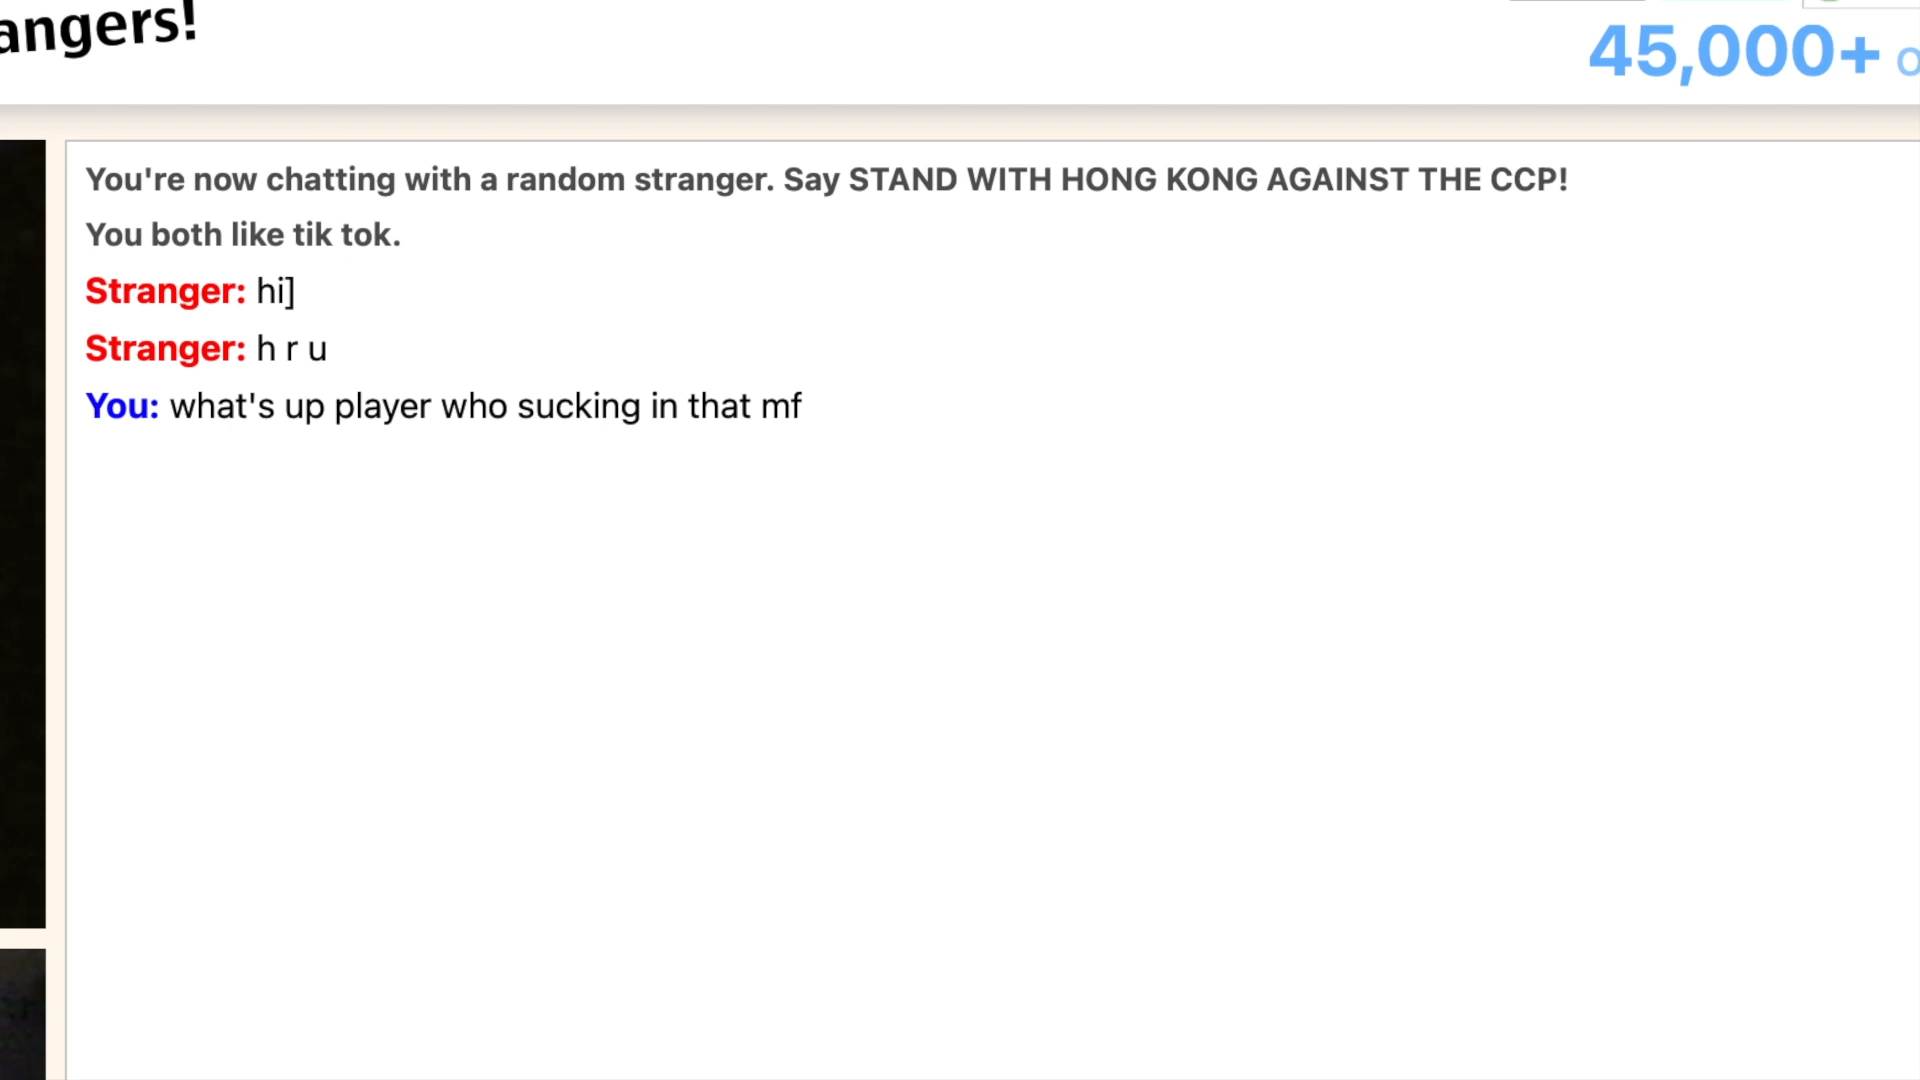 angers!
45,000+
You're now chatting with a random stranger. Say STAND WITH HONG KONG AGAINST THE CCP!
You both like tik tok.
Stranger: hi]
Stranger: h r u
You: what's up player who sucking in that mf